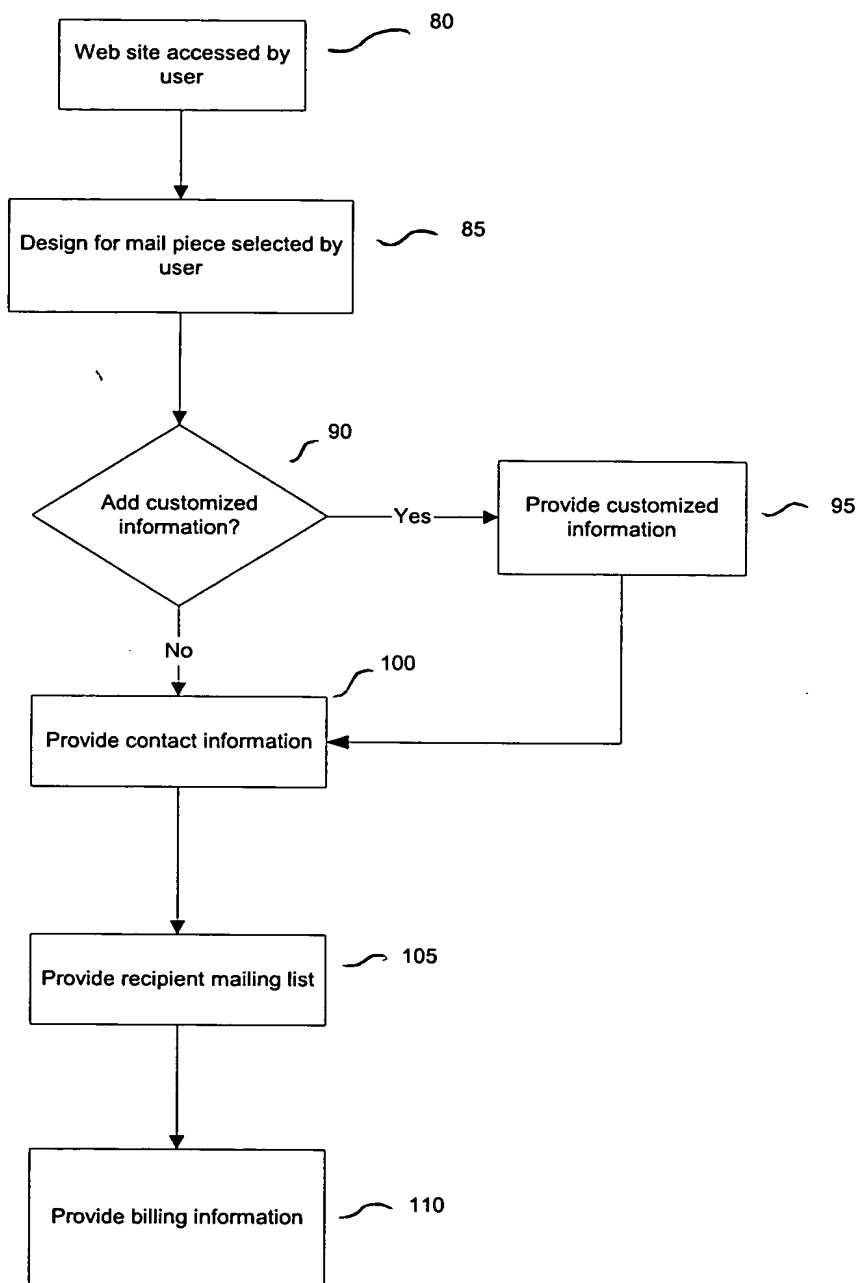 80
Web site accessed by
user
85
Design for mail piece selected by
user
90
Add customized
information?
Yes
Provide customized
information
95
No
100
Provide contact information
Provide recipient mailing list
105
Provide billing information
110